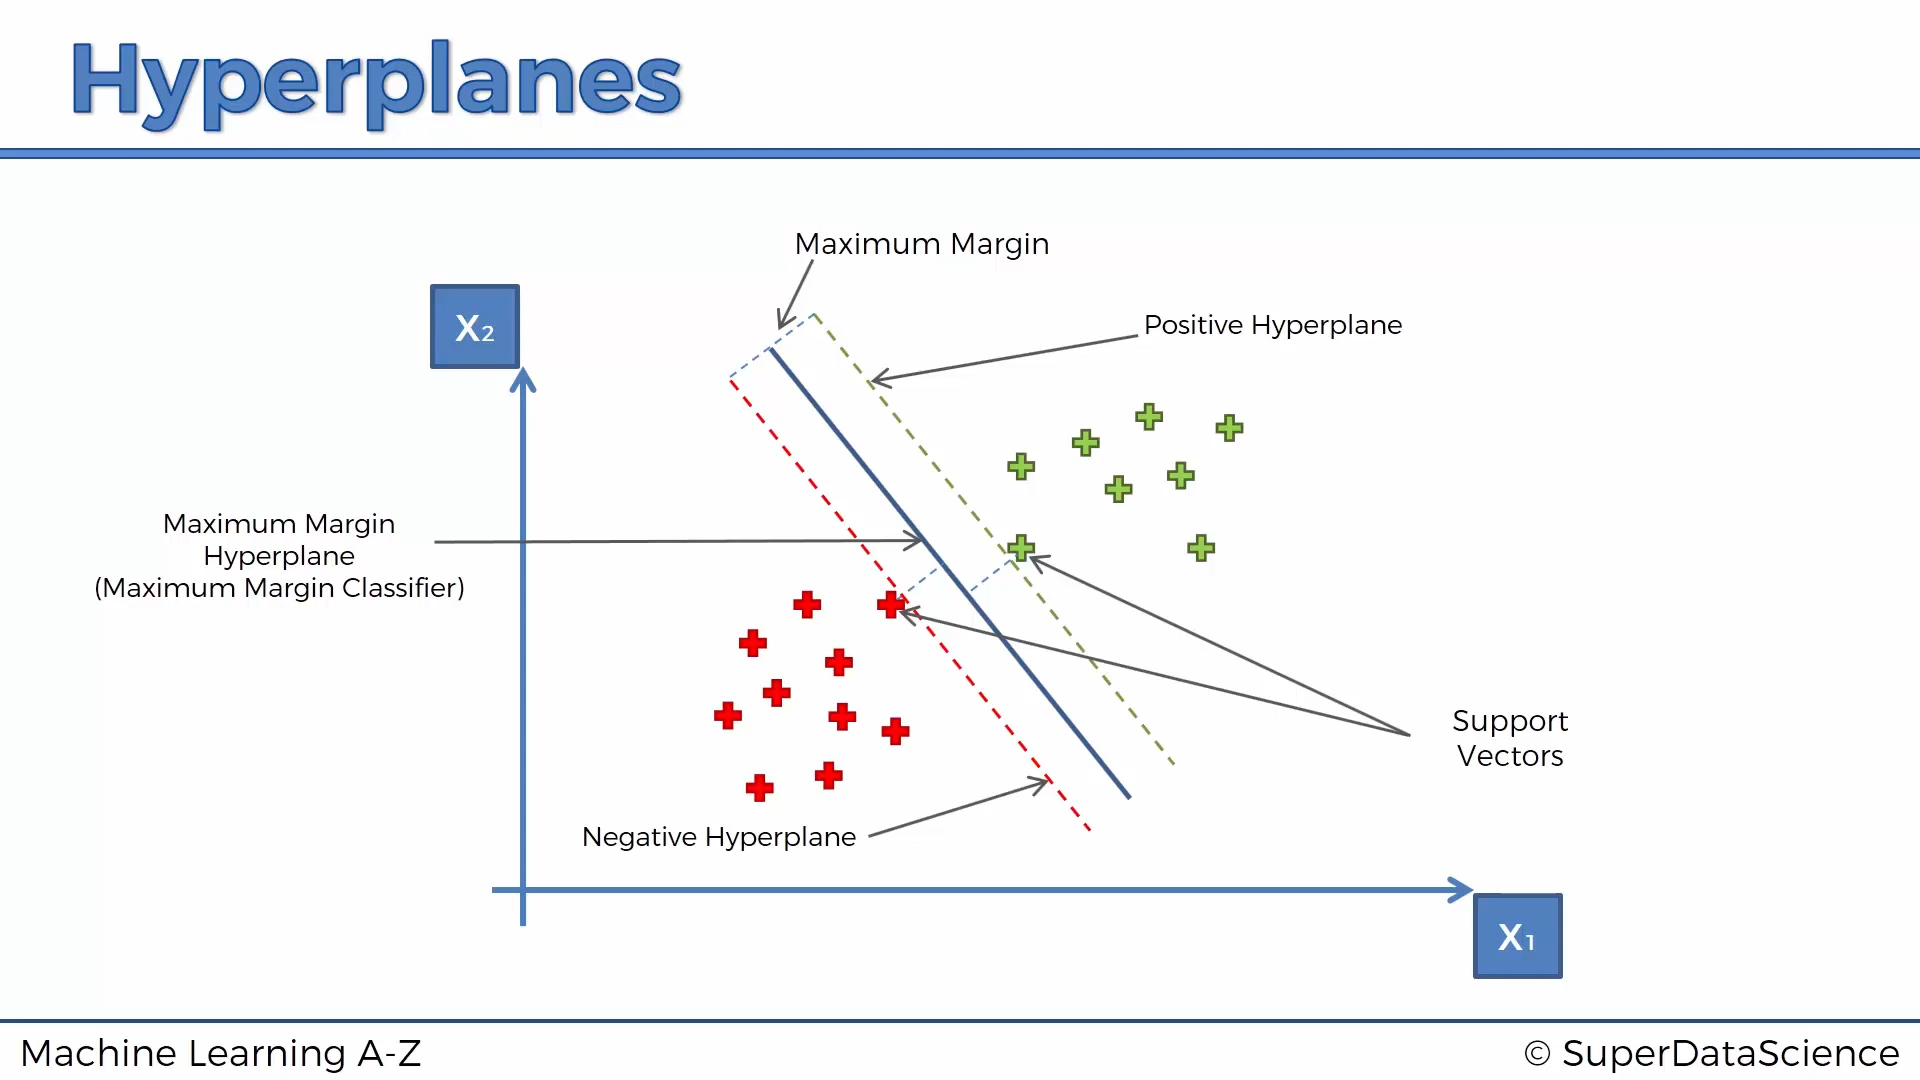 Hyperplanes
Maximum Margin
X2
Positive Hyperplane
Maximum Margin
Hyperplane
(Maximum Margin Classifier)
Support
Vectors
Negative Hyperplane
X1
Machine Learning A-Z
© SuperDataScience